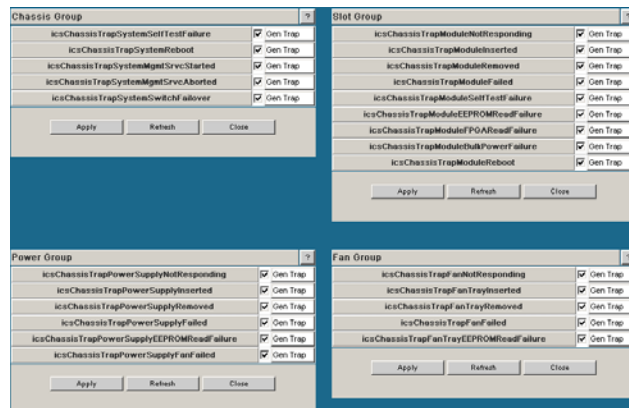 Chassis Group ?
icsChassisTrapSystemSelfTestFailure Gen Trap
icsChassisTrapSystemReboot Gen Trap
icsChassisTrapSystemMgmtSrvcStarted Gen Trap
icsChassisTrapSystemMgmtSrvcAborted Gen Trap
icsChassisTrapSystemSwitchFailover Gen Trap
Apply Refresh Close
Slot Group ?
icsChassisTrapModuleNotResponding Gen Trap
icsChassisTrapModuleInserted Gen Trap
icsChassisTrapModuleRemoved Gen Trap
icsChassisTrapModuleFailed Gen Trap
icsChassisTrapModuleSelfTestFailure Gen Trap
icsChassisTrapModuleEEPROMReadFailure Gen Trap
icsChassisTrapModuleFPGAReadFailure Gen Trap
icsChassisTrapModuleBulkPowerFailure Gen Trap
icsChassisTrapModuleReboot Gen Trap
Apply Refresh Close
Power Group ?
icsChassisTrapPowerSupplyNotResponding Gen Trap
icsChassisTrapPowerSupplyInserted Gen Trap
icsChassisTrapPowerSupplyRemoved Gen Trap
icsChassisTrapPowerSupplyFailed Gen Trap
icsChassisTrapPowerSupplyEEPROMReadFailure Gen Trap
icsChassisTrapPowerSupplyFanFailed Gen Trap
Apply Refresh Close
Fan Group ?
icsChassisTrapFanNotResponding Gen Trap
icsChassisTrapFanTrayInserted Gen Trap
icsChassisTrapFanTrayRemoved Gen Trap
icsChassisTrapFanFailed Gen Trap
icsChassisTrapFanTrayEEPROMReadFailure Gen Trap
Apply Refresh Close